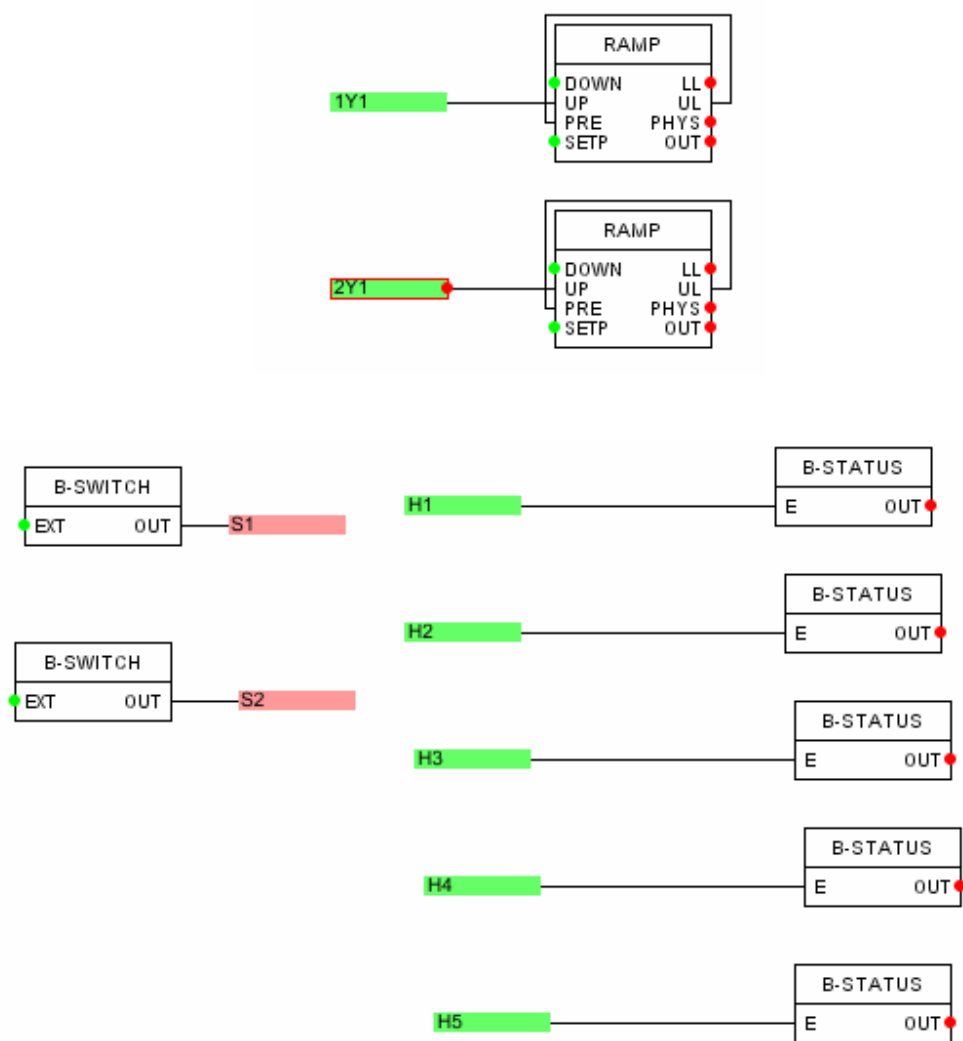 RAMP
DOWN LL
1Y1 UP UL
PRE PHYS
SETP OUT
RAMP
DOWN LL
2Y1 UP UL
PRE PHYS
SETP OUT
B-SWITCH
EXT OUT S1
B-SWITCH
EXT OUT S2
B-STATUS
H1 E OUT
B-STATUS
H2 E OUT
B-STATUS
H3 E OUT
B-STATUS
H4 E OUT
B-STATUS
H5 E OUT